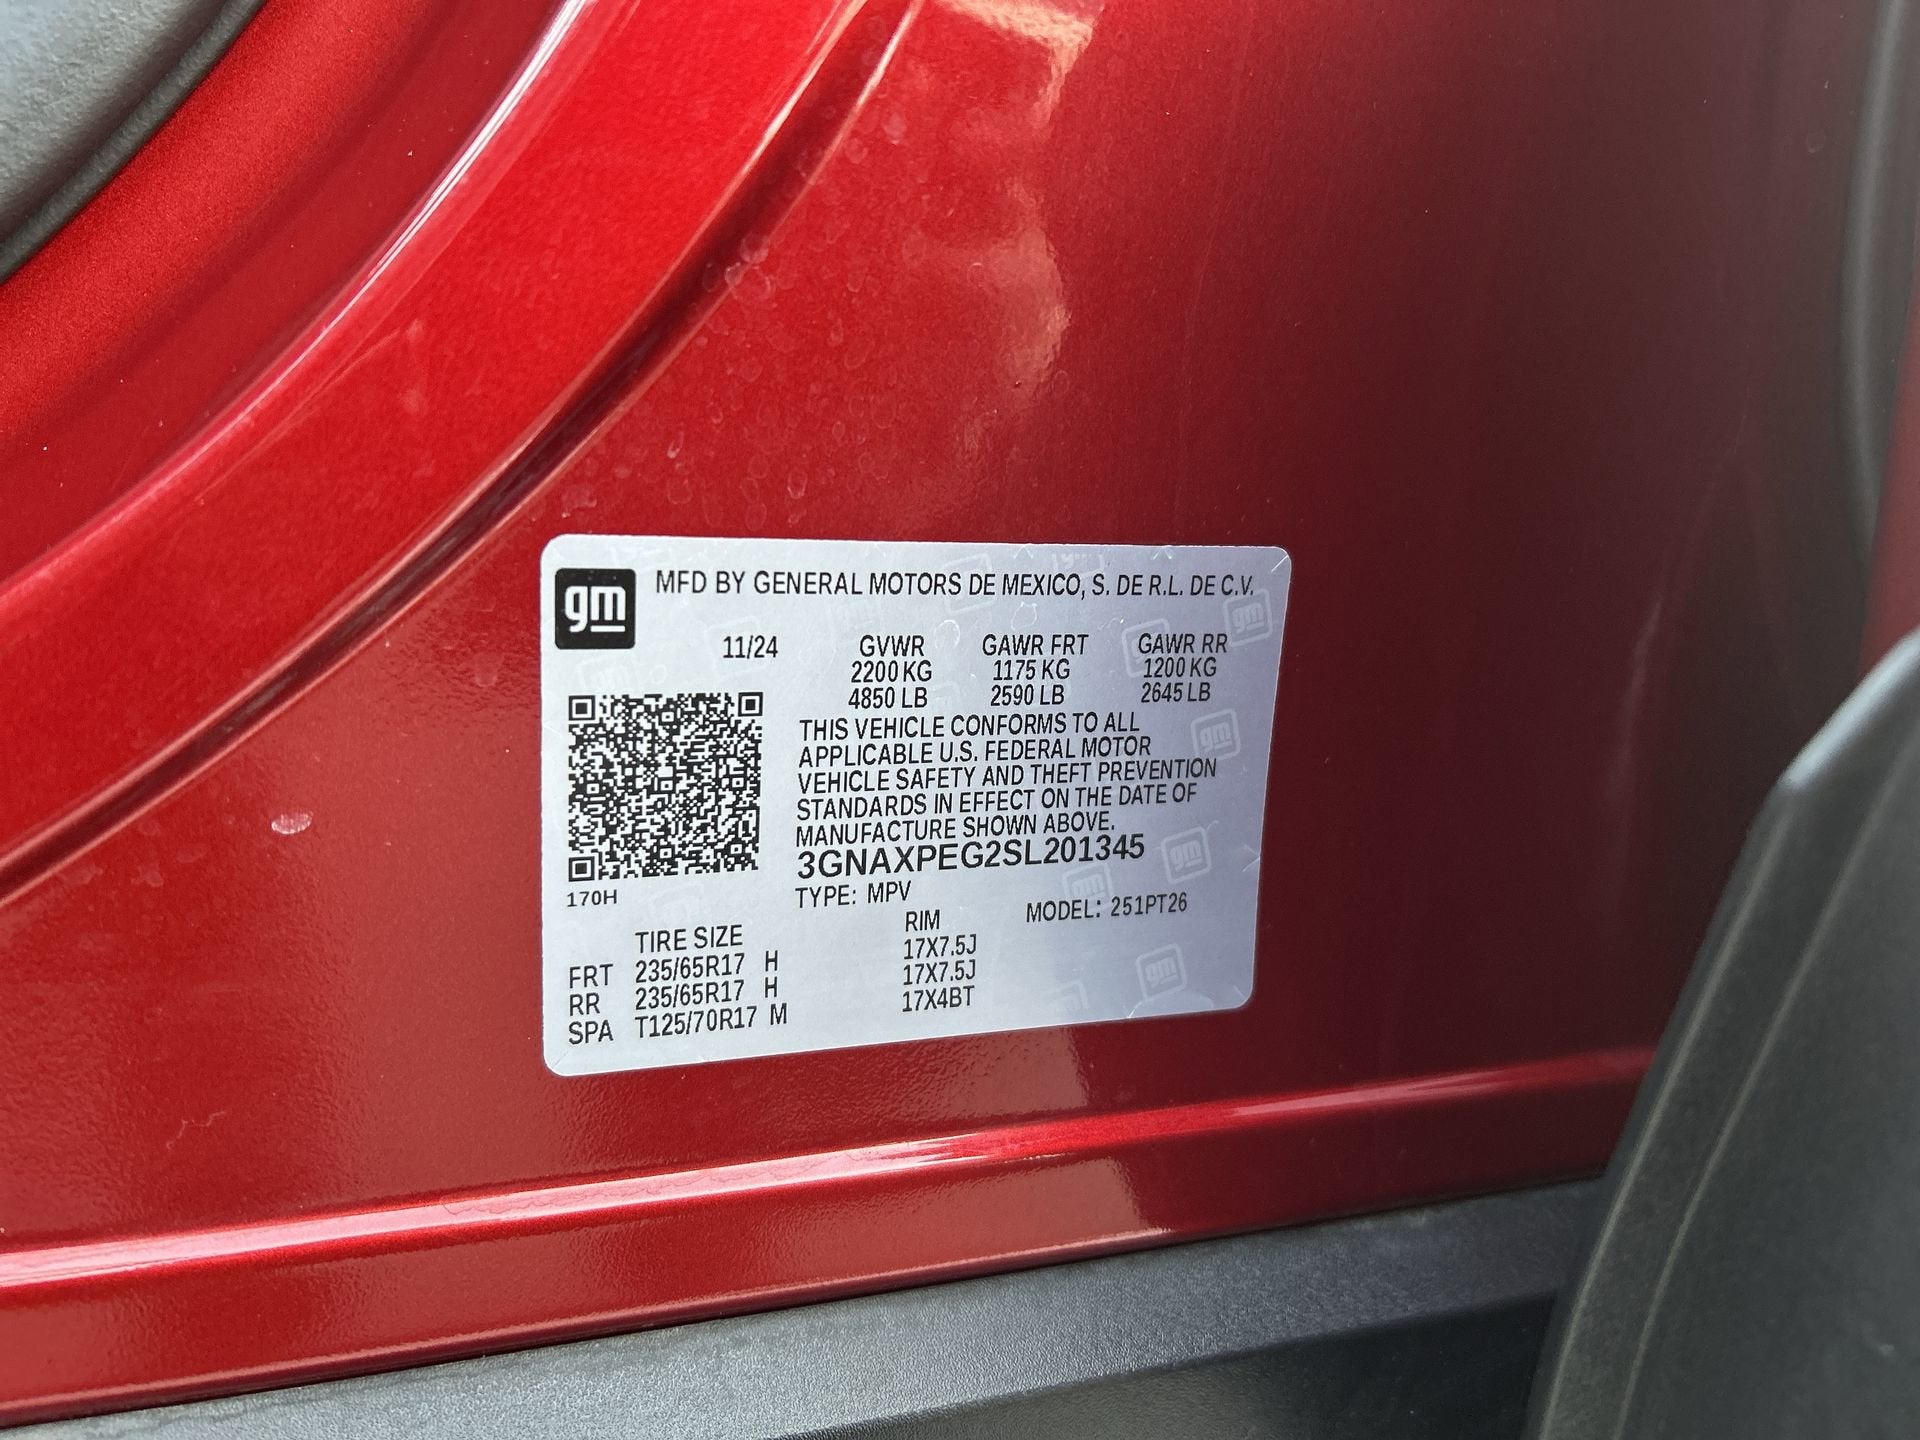 gm MFD BY GENERAL MOTORS DE MEXICO, S. DE R.L. DE C.V.
11/24 GVWR GAWR FRT GAWR RR
2200 KG 1175 KG 1200 KG
4850 LB 2590 LB 2645 LB
THIS VEHICLE CONFORMS TO ALL
APPLICABLE U.S. FEDERAL MOTOR
VEHICLE SAFETY AND THEFT PREVENTION
STANDARDS IN EFFECT ON THE DATE OF
MANUFACTURE SHOWN ABOVE.
3GNAXPEG2SL201345
170H TYPE: MPV MODEL: 251PT26
TIRE SIZE RIM
FRT 235/65R17 H 17X7.5J
RR 235/65R17 H 17X7.5J
SPA T125/70R17 M 17X4BT